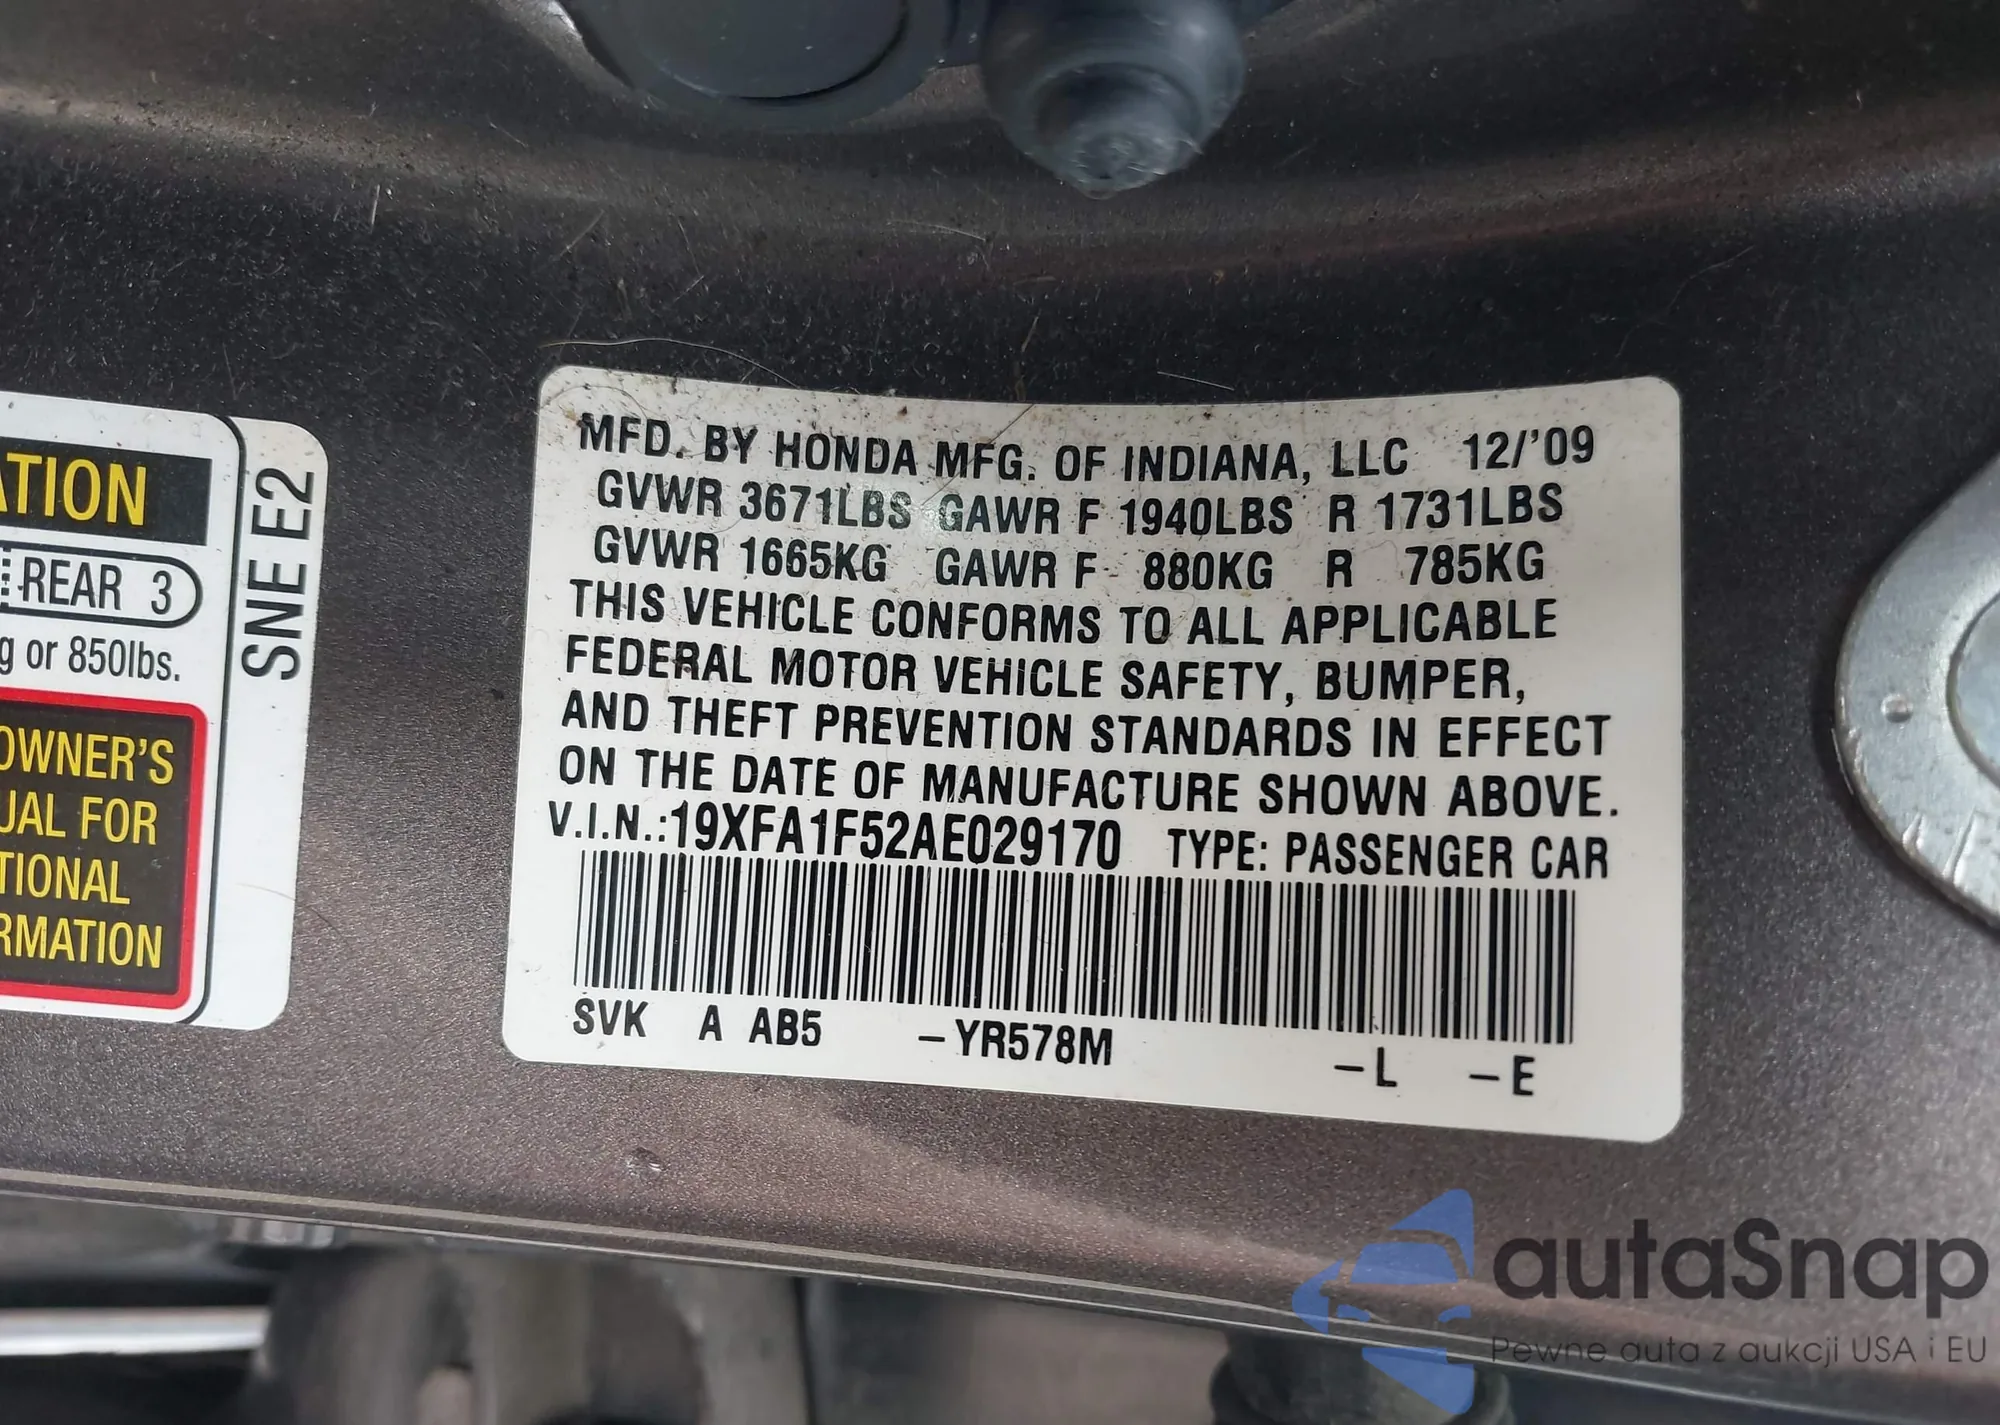 ATION
REAR 3
g or 850lbs.
OWNER'S
UAL FOR
TIONAL
RMATION
SNE E2
MFD. BY HONDA MFG. OF INDIANA, LLC 12/'09
GVWR 3671LBS GAWR F 1940LBS R 1731LBS
GVWR 1665KG GAWR F 880KG R 785KG
THIS VEHICLE CONFORMS TO ALL APPLICABLE
FEDERAL MOTOR VEHICLE SAFETY, BUMPER,
AND THEFT PREVENTION STANDARDS IN EFFECT
ON THE DATE OF MANUFACTURE SHOWN ABOVE.
V.I.N.:19XFA1F52AE029170 TYPE: PASSENGER CAR
SVK A AB5 -YR578M -L -E
autaSnap
Pewne auta z aukcji USA i EU